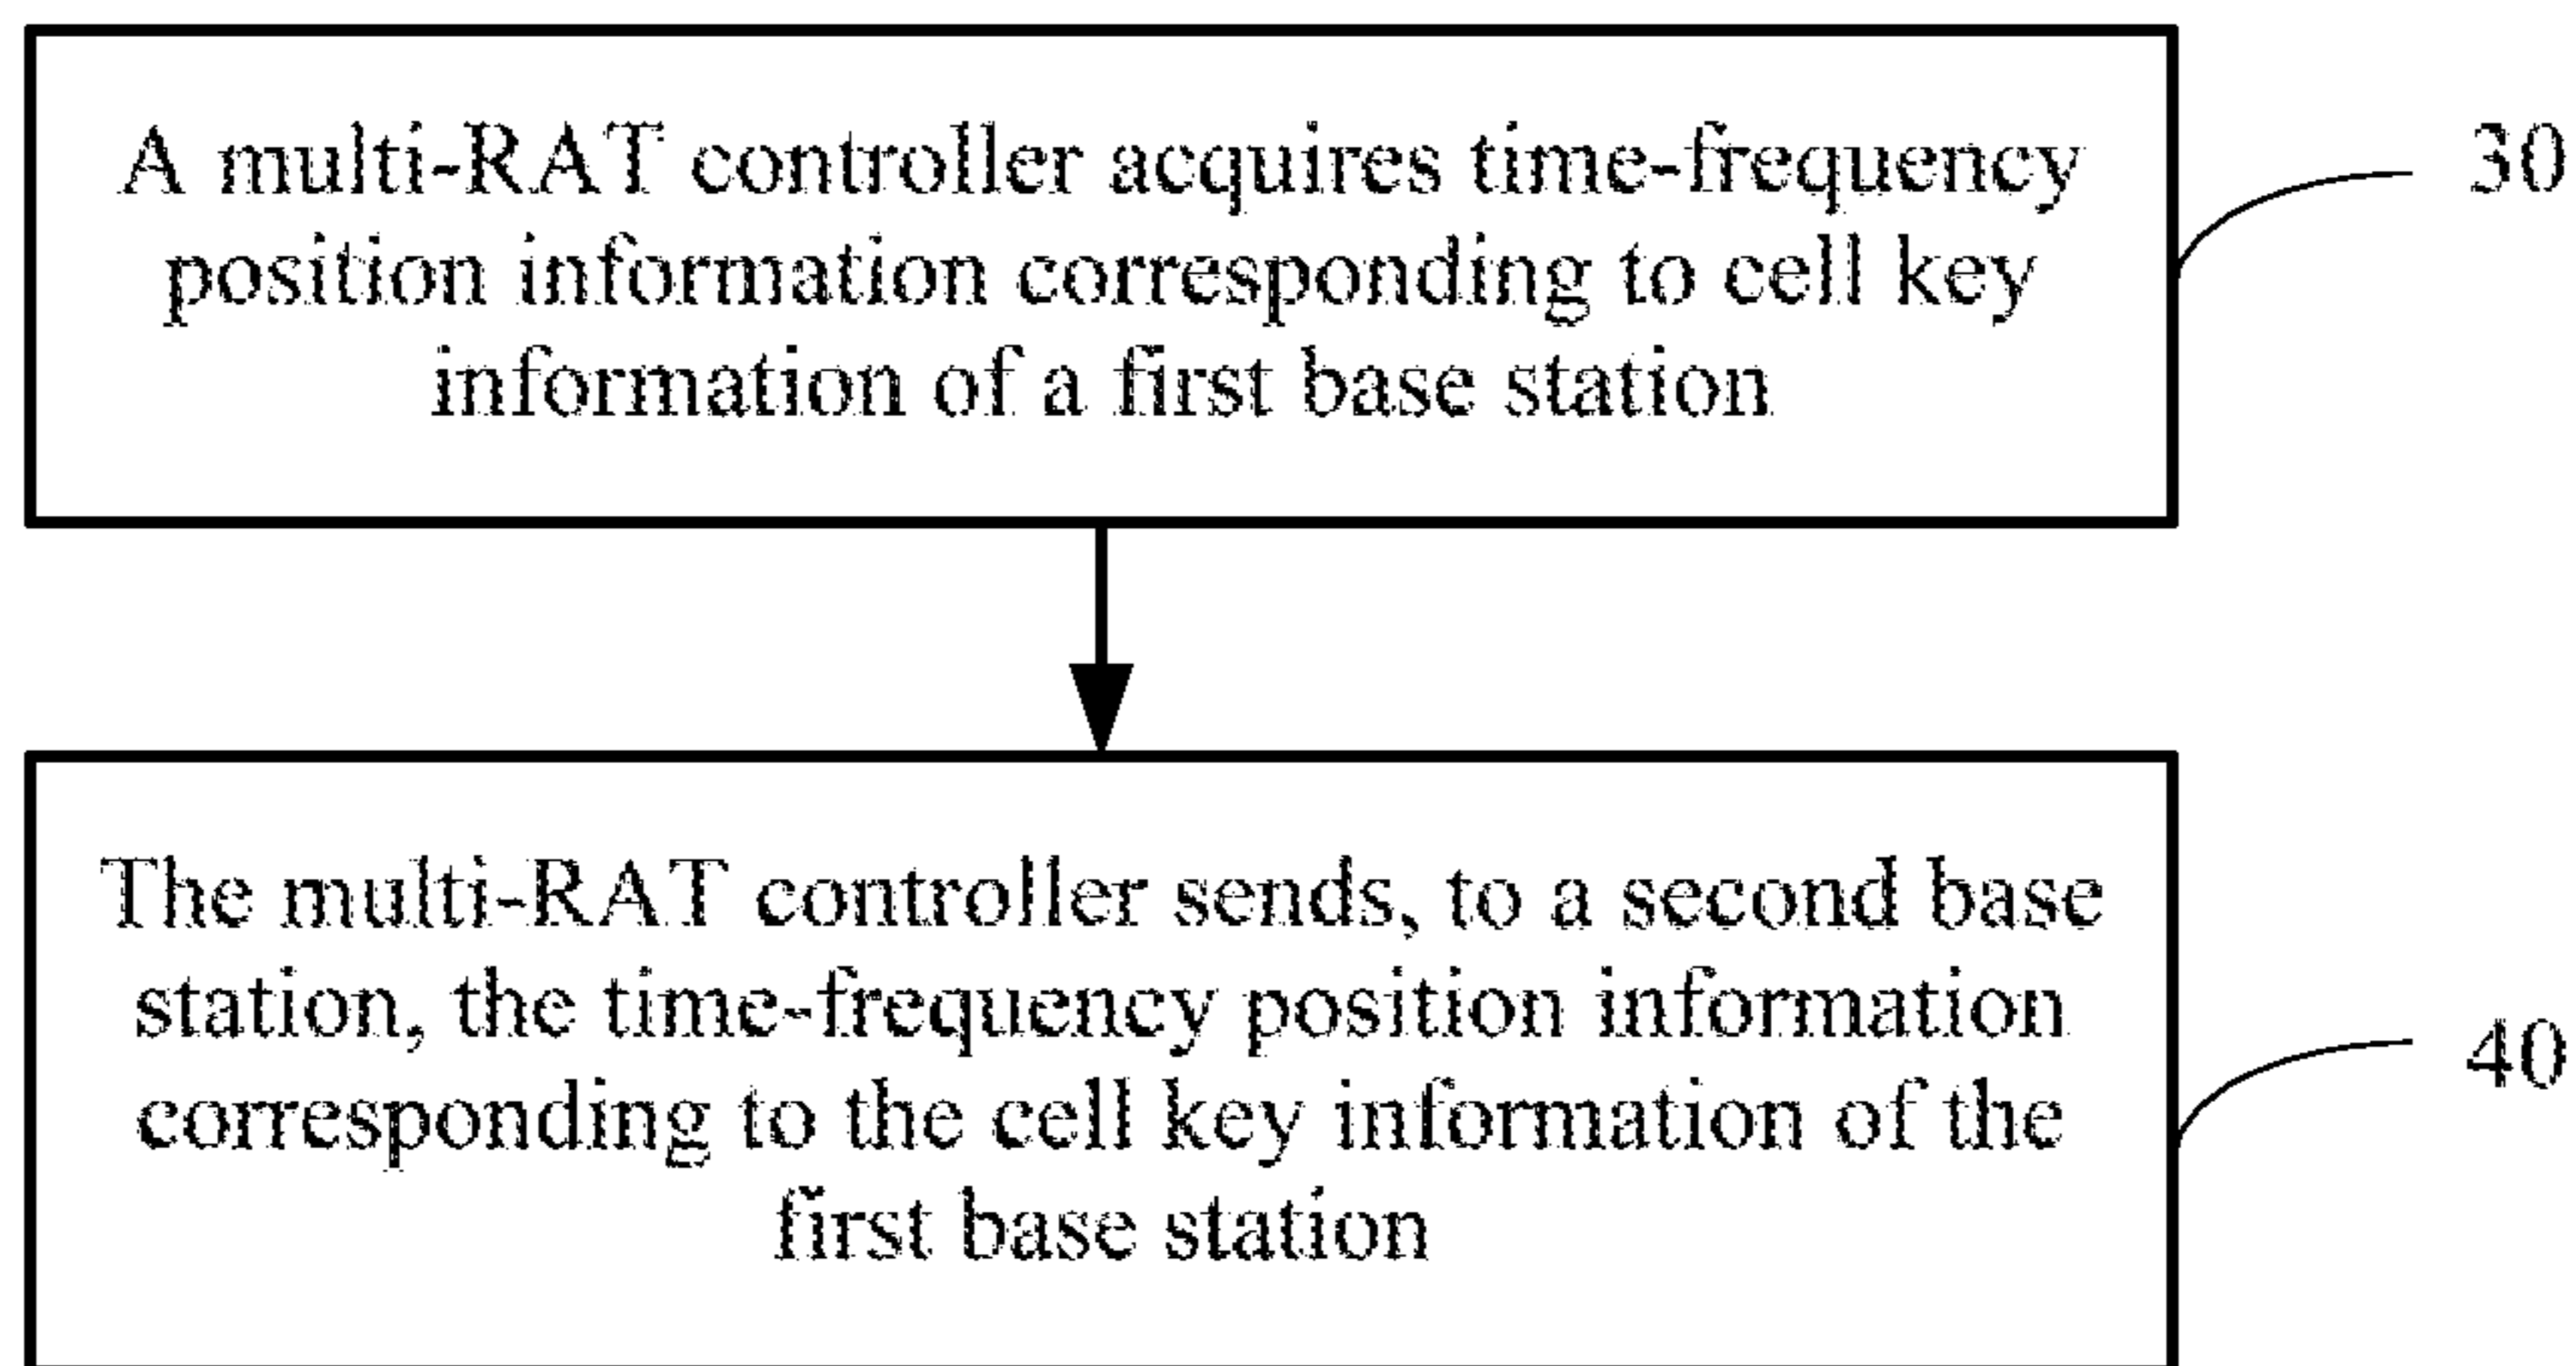 A multi-RAT controller acquires time-frequency
position information corresponding to cell key
information of a first base station
30
The multi-RAT controller sends, to a second base
station, the time-frequency position information
corresponding to the cell key information of the
first base station
40